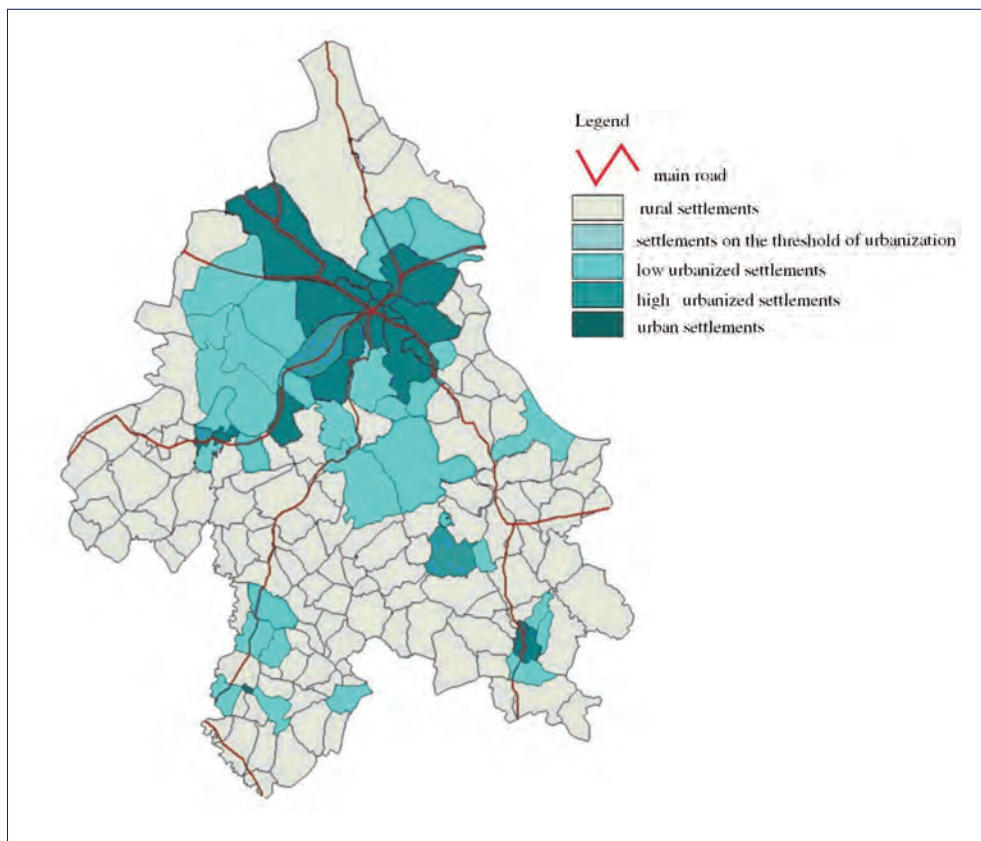 Legend
main road
rural settlements
settlements on the threshold of urbanization
low urbanized settlements
high urbanized settlements
urban settlements